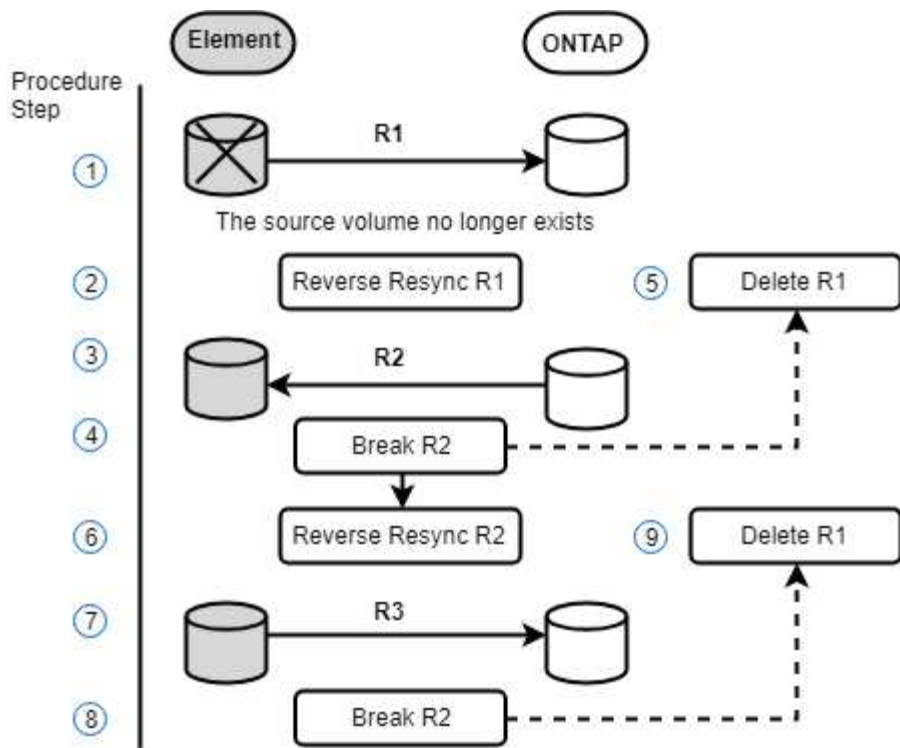 Element
ONTAP
Procedure
Step
R1
1
The source volume no longer exists
2
Reverse Resync R1
5
Delete R1
3
R2
4
Break R2
6
Reverse Resync R2
9
Delete R1
7
R3
8
Break R2